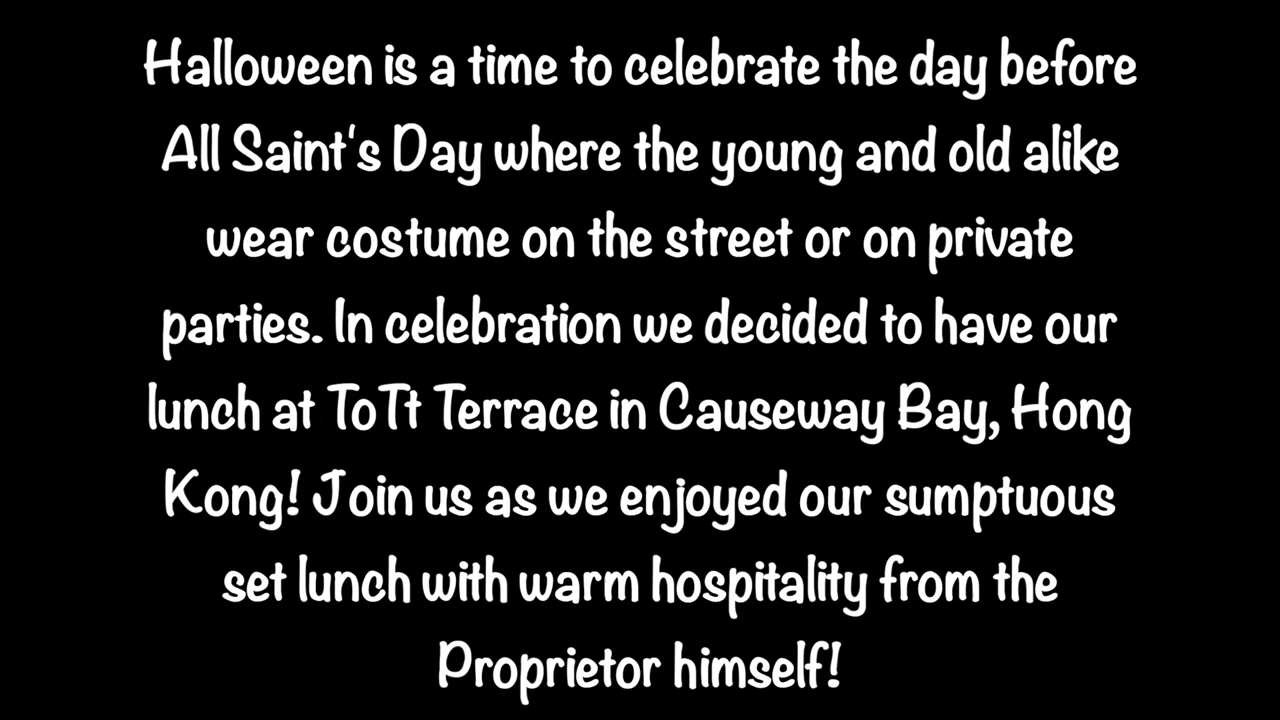 Halloween is a time to celebrate the day before
All Saint's Day where the young and old alike
wear costume on the street or on private
parties. In celebration we decided to have our
lunch at ToTt Terrace in Causeway Bay, Hong
Kong! Join us as we enjoyed our sumptuous
set lunch with warm hospitality from the
Proprietor himself!